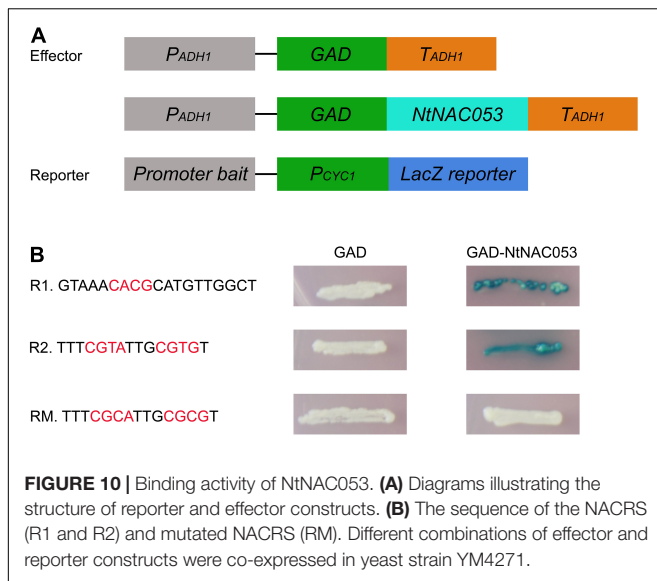 A
Effector
PADH1 GAD TADH1
PADH1 GAD NtNAC053 TADH1
Reporter
Promoter bait PCYC1 LacZ reporter
B
GAD GAD-NtNAC053
R1. GTAAACACGCATGTTGGCT
R2. TTTCGTATTGCGTGT
RM. TTTCGCATTGCGCGT
FIGURE 10 | Binding activity of NtNAC053. (A) Diagrams illustrating the
structure of reporter and effector constructs. (B) The sequence of the NACRS
(R1 and R2) and mutated NACRS (RM). Different combinations of effector and
reporter constructs were co-expressed in yeast strain YM4271.